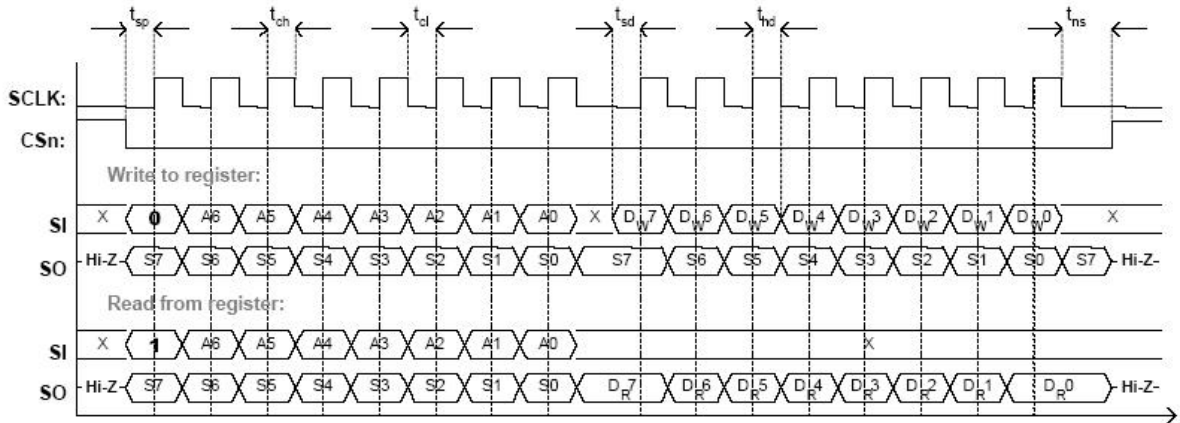 tsp tch tcl tsd thd tns
SCLK:
CSn:
Write to register:
SI X 0 A6 A5 A4 A3 A2 A1 A0 X DW7 DW6 DW5 DW4 DW3 DW2 DW1 DW0 X
SO Hi-Z S7 S6 S5 S4 S3 S2 S1 S0 S7 S6 S5 S4 S3 S2 S1 S0 S7 Hi-Z
Read from register:
SI X 1 A6 A5 A4 A3 A2 A1 A0 X
SO Hi-Z S7 S6 S5 S4 S3 S2 S1 S0 DR7 DR6 DR5 DR4 DR3 DR2 DR1 DR0 Hi-Z